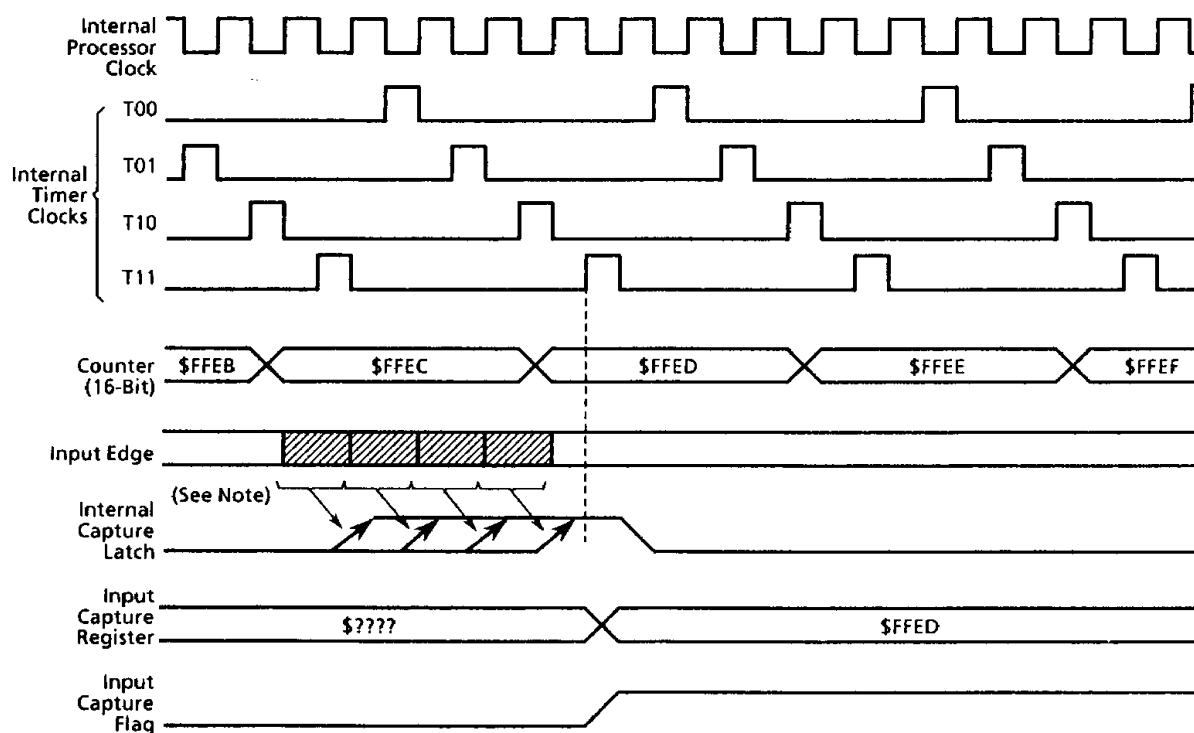 Internal
Processor
Clock
T00
T01
Internal
Timer
Clocks
T10
T11
Counter
(16-Bit)
$FFEB
$FFEC
$FFED
$FFEE
$FFEF
Input Edge
(See Note)
Internal
Capture
Latch
Input
Capture
Register
$????
$FFED
Input
Capture
Flag